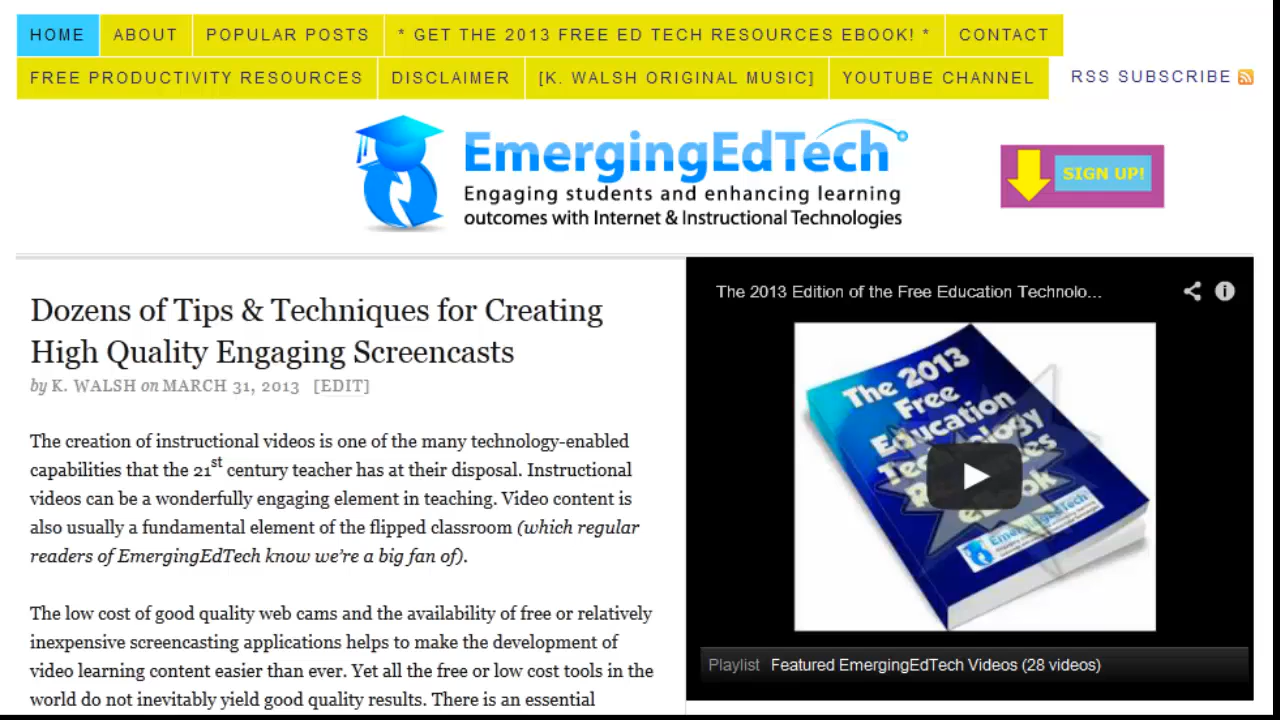 HOME ABOUT POPULAR POSTS * GET THE 2013 FREE ED TECH RESOURCES EBOOK! * CONTACT
FREE PRODUCTIVITY RESOURCES DISCLAIMER [K. WALSH ORIGINAL MUSIC] YOUTUBE CHANNEL RSS SUBSCRIBE
EmergingEdTech
Engaging students and enhancing learning
outcomes with Internet & Instructional Technologies
SIGN UP!
Dozens of Tips & Techniques for Creating
High Quality Engaging Screencasts
by K. WALSH on MARCH 31, 2013 [EDIT]
The creation of instructional videos is one of the many technology-enabled
capabilities that the 21st century teacher has at their disposal. Instructional
videos can be a wonderfully engaging element in teaching. Video content is
also usually a fundamental element of the flipped classroom (which regular
readers of EmergingEdTech know we're a big fan of).
The low cost of good quality web cams and the availability of free or relatively
inexpensive screencasting applications helps to make the development of
video learning content easier than ever. Yet all the free or low cost tools in the
world do not inevitably yield good quality results. There is an essential
The 2013 Edition of the Free Education Technolo...
The 2013
Free
Education
eBook
EmergingEdTech
Playlist Featured EmergingEdTech Videos (28 videos)